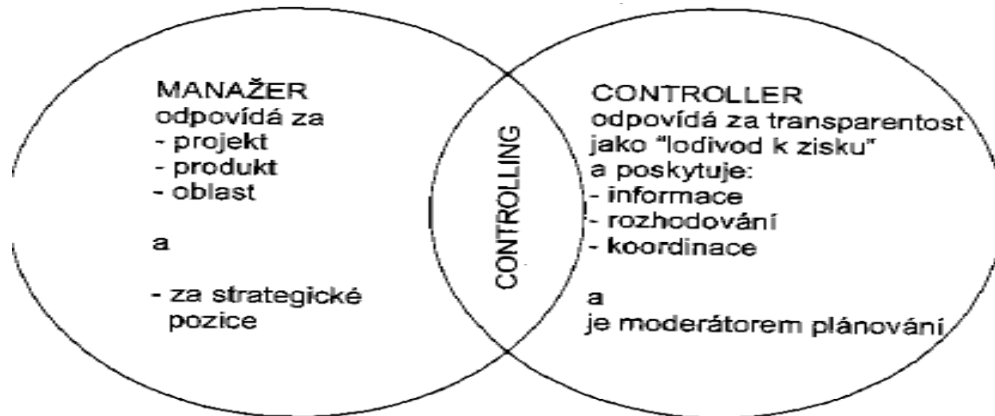 MANAŽER
odpovídá za
- projekt
- produkt
- oblast
a
- za strategické
pozice
CONTROLLING
CONTROLLER
odpovídá za transparentost
jako "lodivod k zisku"
a poskytuje:
- informace
- rozhodování
- koordinace
a
je moderátorem plánování